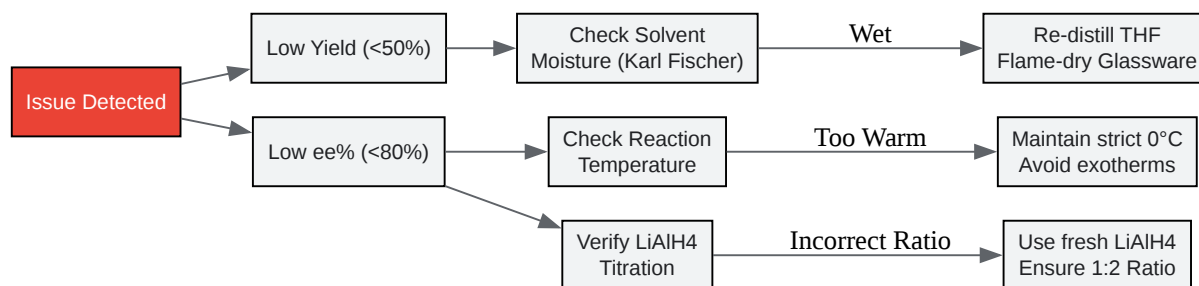 Issue Detected
Low Yield (<50%)
Check Solvent
Moisture (Karl Fischer)
Wet
Re-distill THF
Flame-dry Glassware
Low ee% (<80%)
Check Reaction
Temperature
Too Warm
Maintain strict 0°C
Avoid exotherms
Verify LiAlH4
Titration
Incorrect Ratio
Use fresh LiAlH4
Ensure 1:2 Ratio